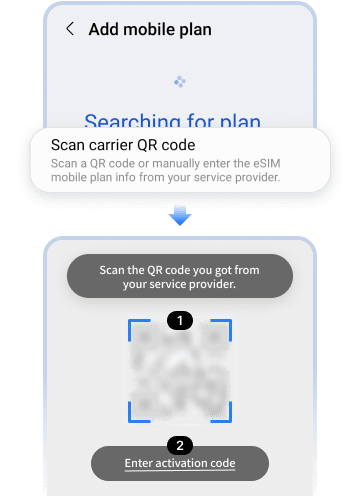 Add mobile plan
Searching for plan
Scan carrier QR code
Scan a QR code or manually enter the eSIM
mobile plan info from your service provider.
Scan the QR code you got from
your service provider.
1
2
Enter activation code